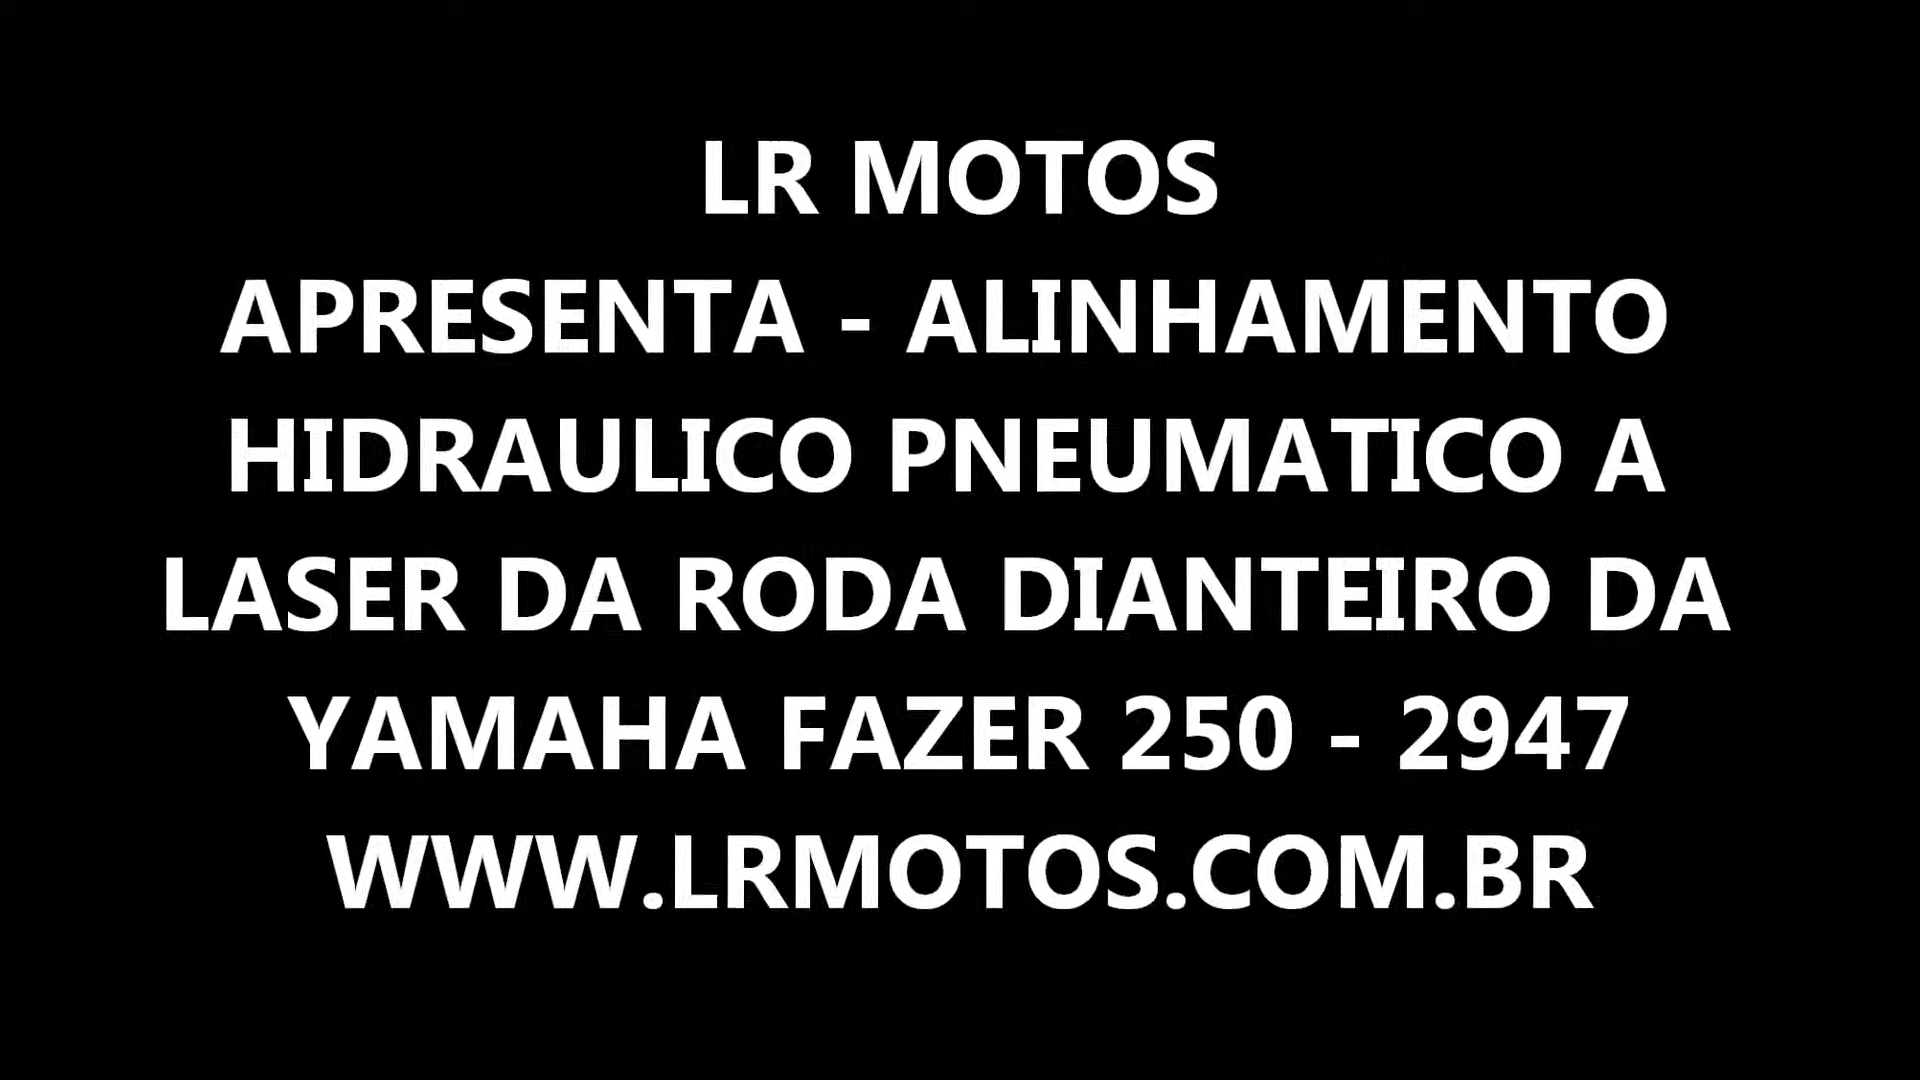 LR MOTOS
APRESENTA - ALINHAMENTO
HIDRAULICO PNEUMATICO A
LASER DA RODA DIANTEIRO DA
YAMAHA FAZER 250 - 2947
WWW.LRMOTOS.COM.BR